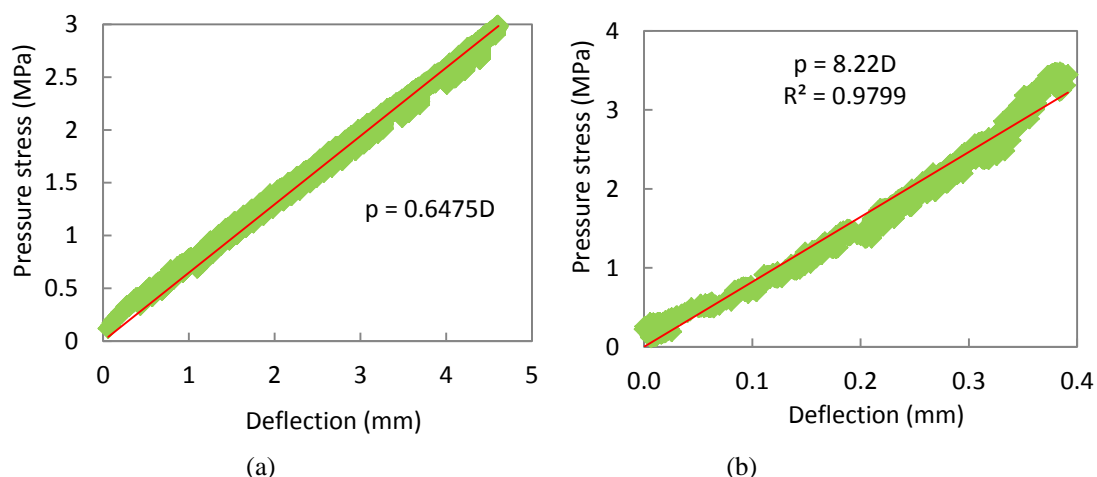 3
2.5
2
1.5
1
0.5
0
Pressure stress (MPa)
p = 0.6475D
0 1 2 3 4 5
Deflection (mm)
(a)
4
3
2
1
0
Pressure stress (MPa)
p = 8.22D
R² = 0.9799
0.0 0.1 0.2 0.3 0.4
Deflection (mm)
(b)